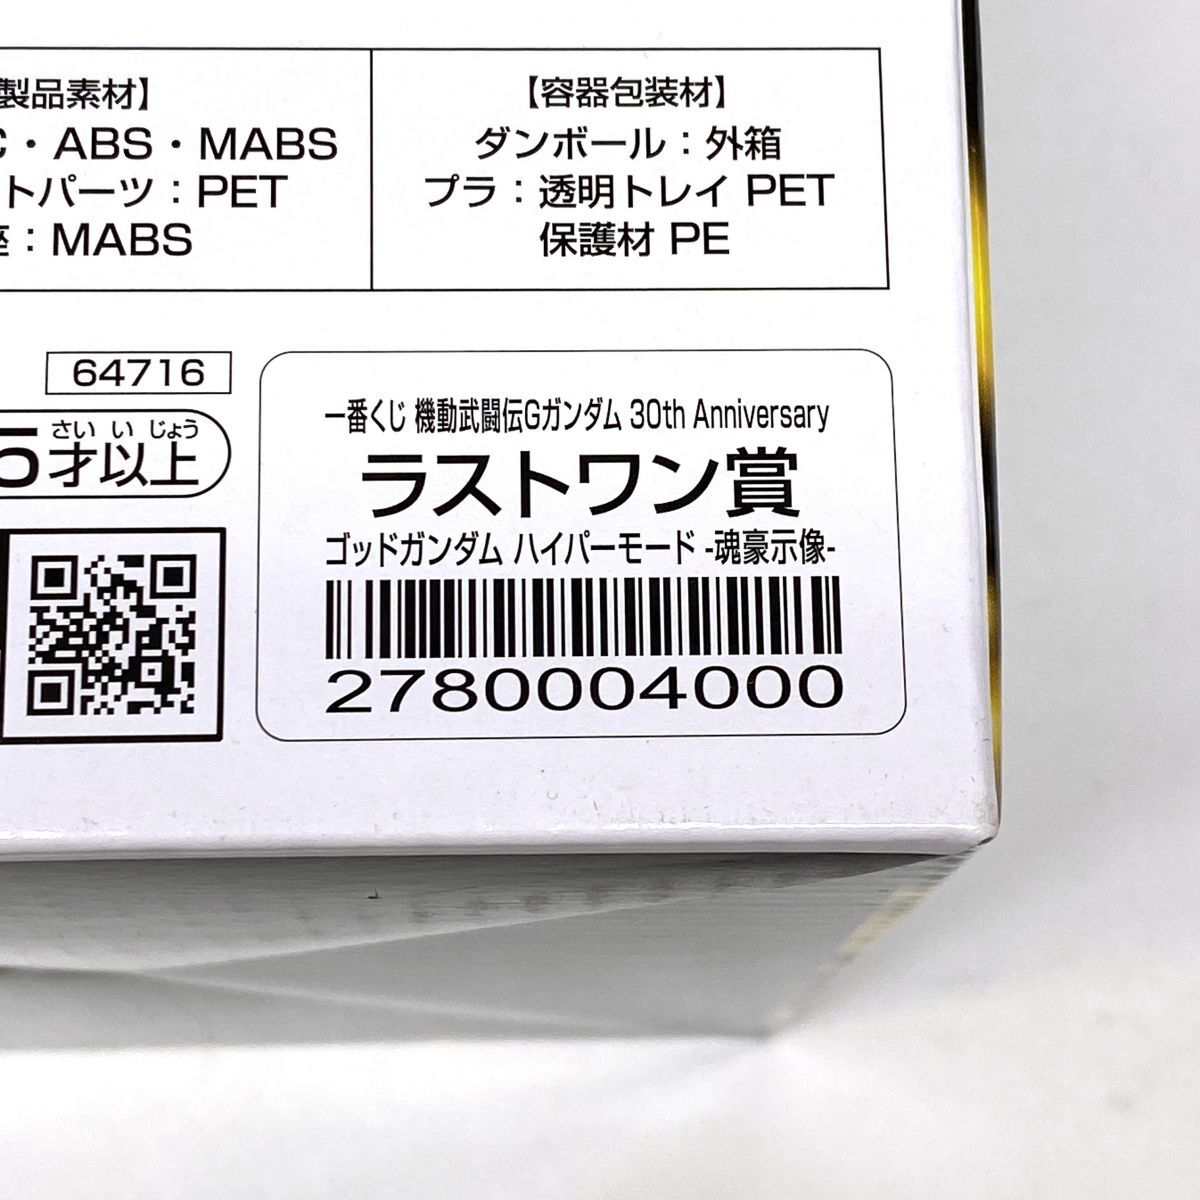 製品素材】
・ABS・MABS
トパーツ：PET
：MABS
【容器包装材】
ダンボール：外箱
プラ：透明トレイ PET
保護材 PE
64716
さい い じょう
5才以上
一番くじ 機動武闘伝Gガンダム 30th Anniversary
ラストワン賞
ゴッドガンダム ハイパーモード -魂豪示像-
2780004000